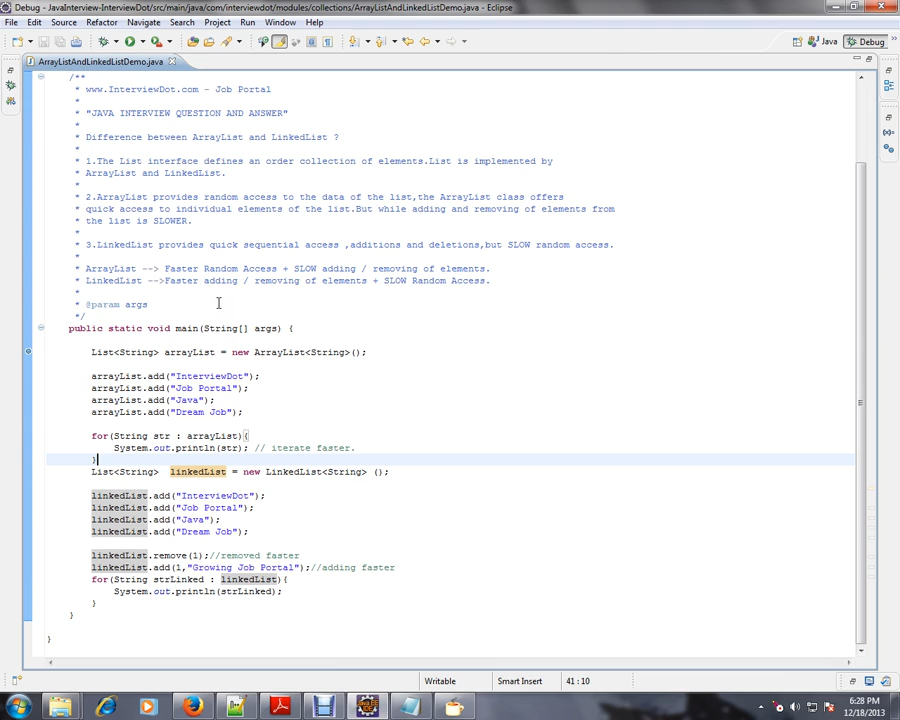 Debug - JavaInterview-InterviewDot/src/main/java/com/interviewdot/modules/collections/ArrayListAndLinkedListDemo.java - Eclipse
File Edit Source Refactor Navigate Search Project Run Window Help
Java Debug
ArrayListAndLinkedListDemo.java
/**
* www.InterviewDot.com - Job Portal
*
* "JAVA INTERVIEW QUESTION AND ANSWER"
*
* Difference between ArrayList and LinkedList ?
*
* 1.The List interface defines an order collection of elements.List is implemented by
* ArrayList and LinkedList.
*
* 2.ArrayList provides random access to the data of the list,the ArrayList class offers
* quick access to individual elements of the list.But while adding and removing of elements from
* the list is SLOWER.
*
* 3.LinkedList provides quick sequential access ,additions and deletions,but SLOW random access.
*
* ArrayList --> Faster Random Access + SLOW adding / removing of elements.
* LinkedList -->Faster adding / removing of elements + SLOW Random Access.
*
* @param args
*/
public static void main(String[] args) {
List<String> arrayList = new ArrayList<String>();
arrayList.add("InterviewDot");
arrayList.add("Job Portal");
arrayList.add("Java");
arrayList.add("Dream Job");
for(String str : arrayList){
System.out.println(str); // iterate faster.
}
List<String>  linkedList = new LinkedList<String> ();
linkedList.add("InterviewDot");
linkedList.add("Job Portal");
linkedList.add("Java");
linkedList.add("Dream Job");
linkedList.remove(1);//removed faster
linkedList.add(1,"Growing Job Portal");//adding faster
for(String strLinked : linkedList){
System.out.println(strLinked);
}
}
}
Writable Smart Insert 41 : 10
6:28 PM
12/18/2013